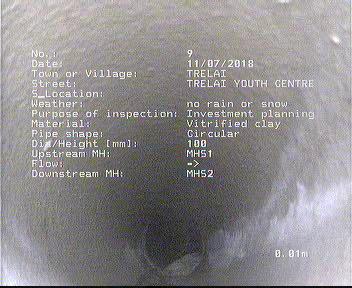 No.: 9
Date: 11/07/2018
Town or Village: TRELAI
Street: TRELAI YOUTH CENTRE
S_Location:
Weather: no rain or snow
Purpose of inspection: Investment planning
Material: Vitrified clay
Pipe shape: Circular
Dia/Height [mm]: 100
Upstream MH: MHS1
Flow: =>
Downstream MH: MHS2
0.01m